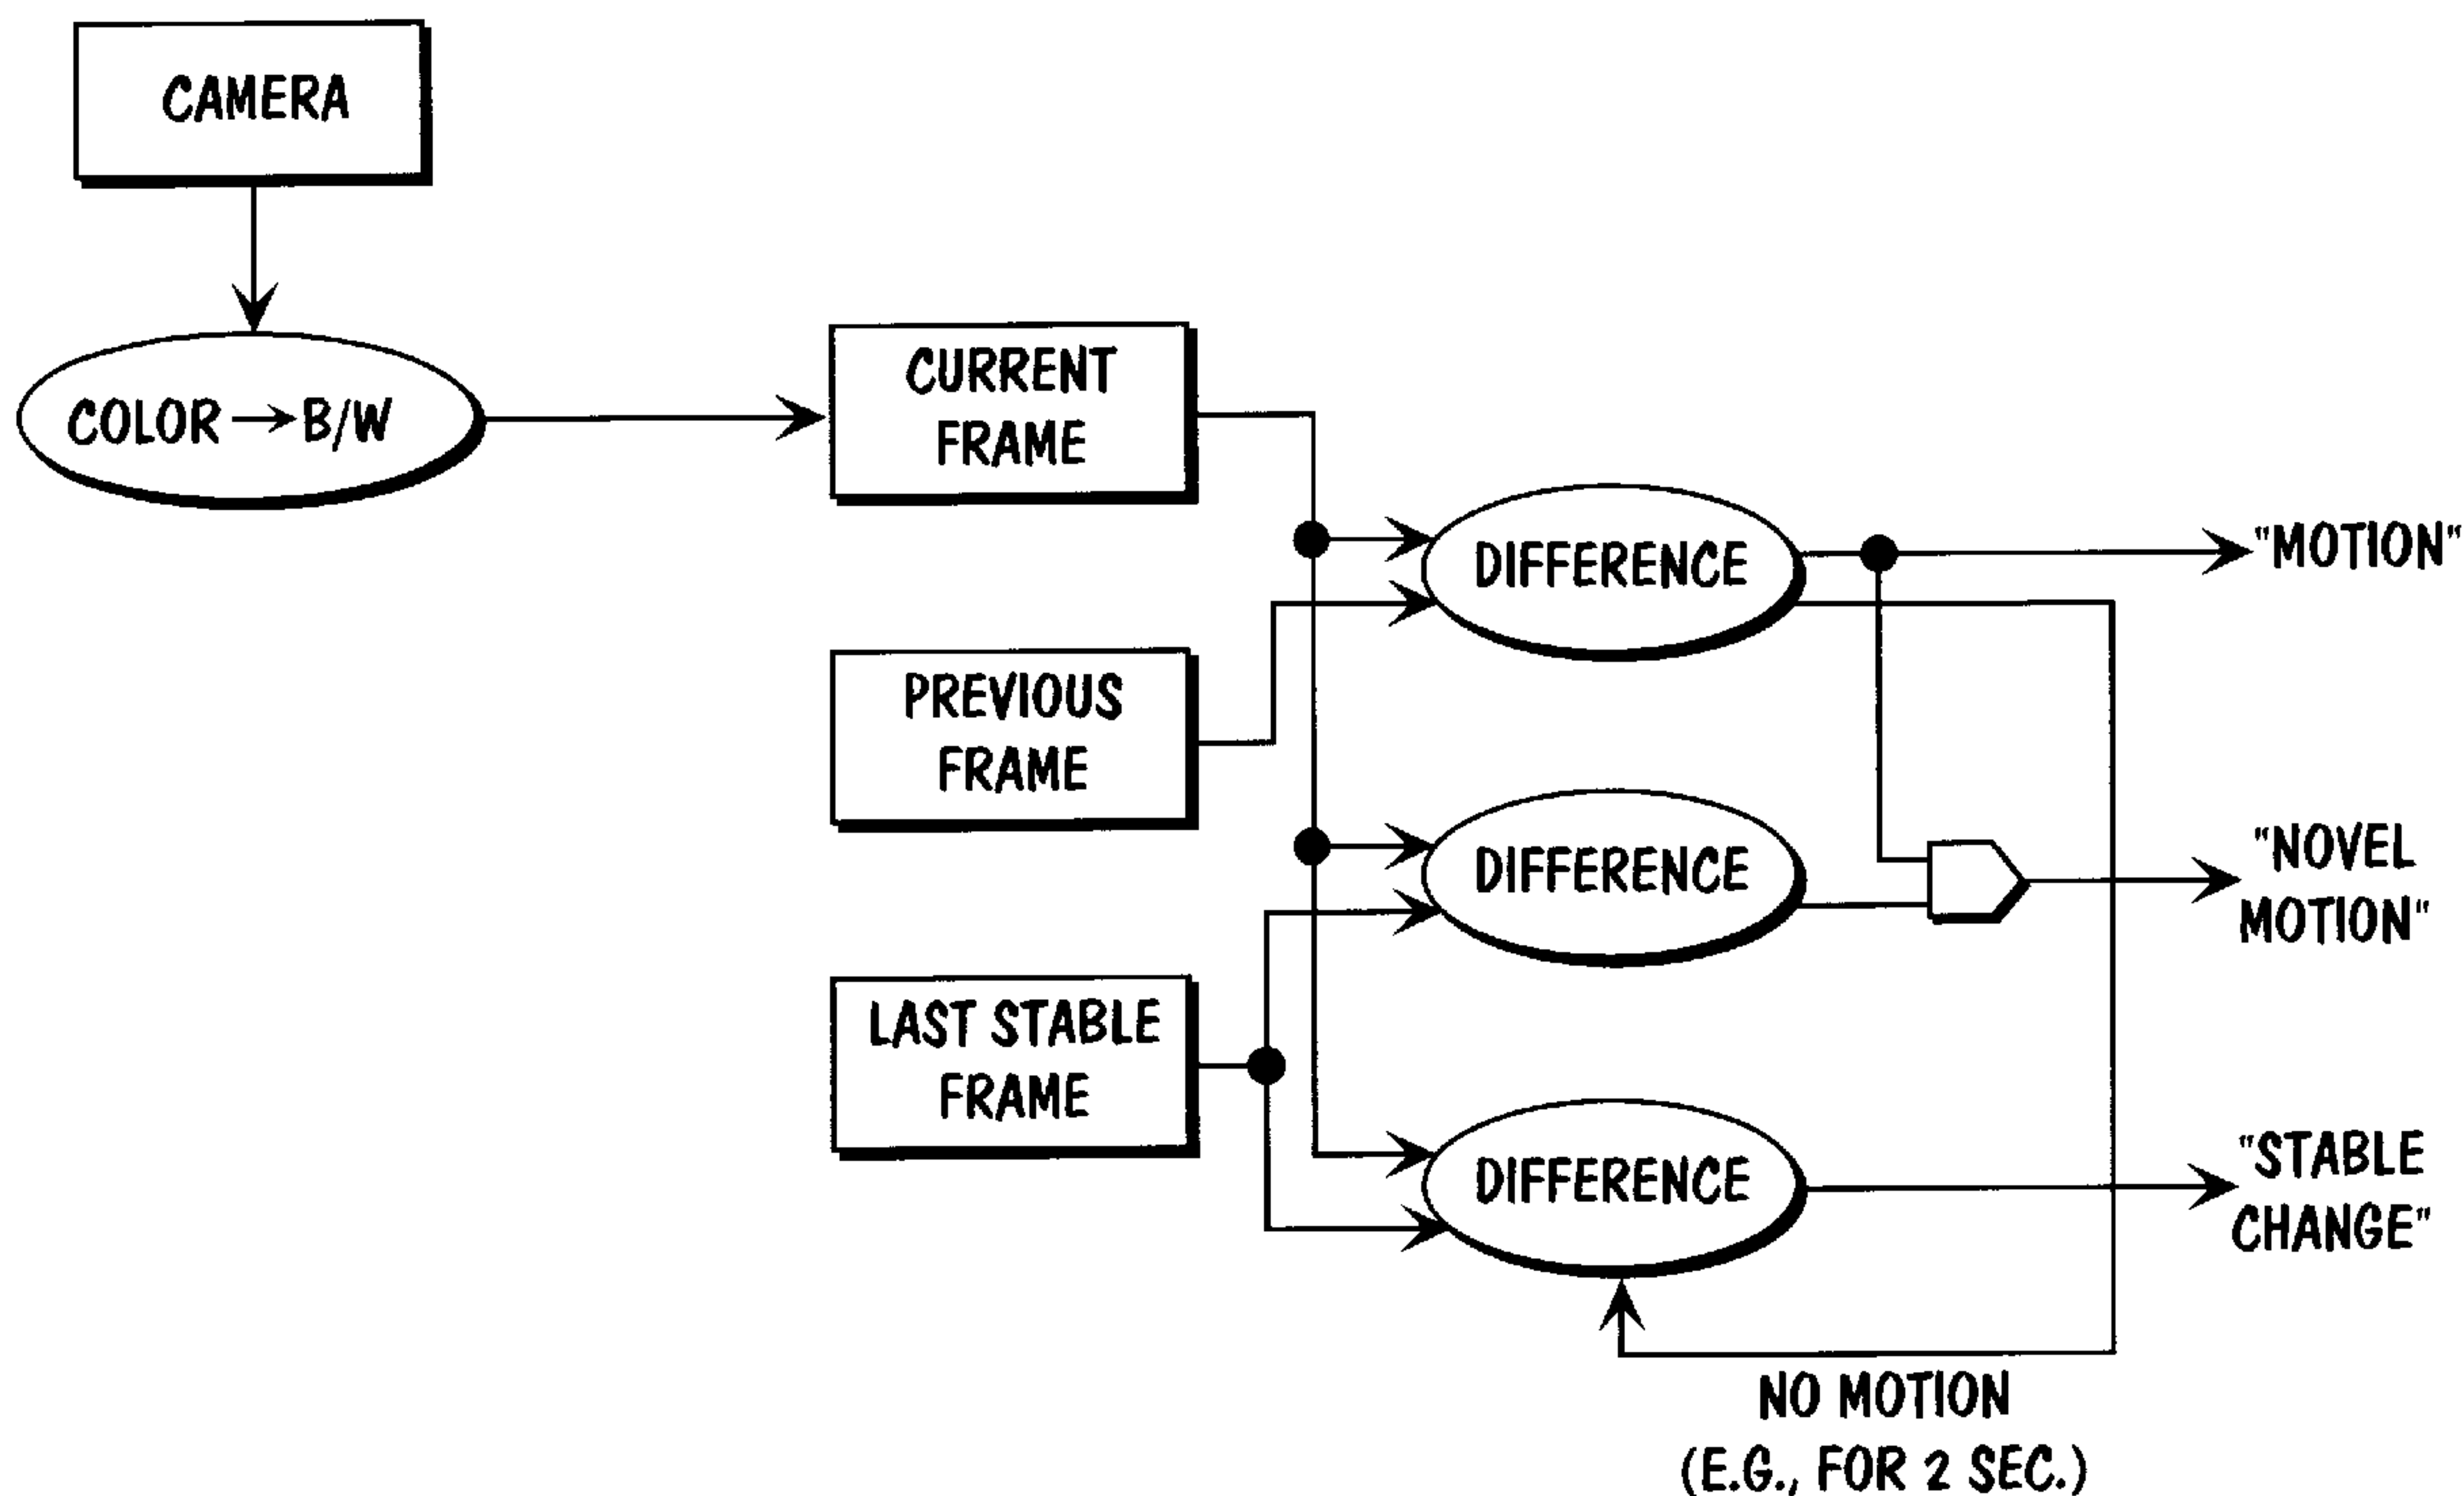 CAMERA
COLOR → B/W
CURRENT
FRAME
PREVIOUS
FRAME
LAST STABLE
FRAME
DIFFERENCE
DIFFERENCE
DIFFERENCE
"MOTION"
"NOVEL
MOTION"
"STABLE
CHANGE"
NO MOTION
(E.G., FOR 2 SEC.)